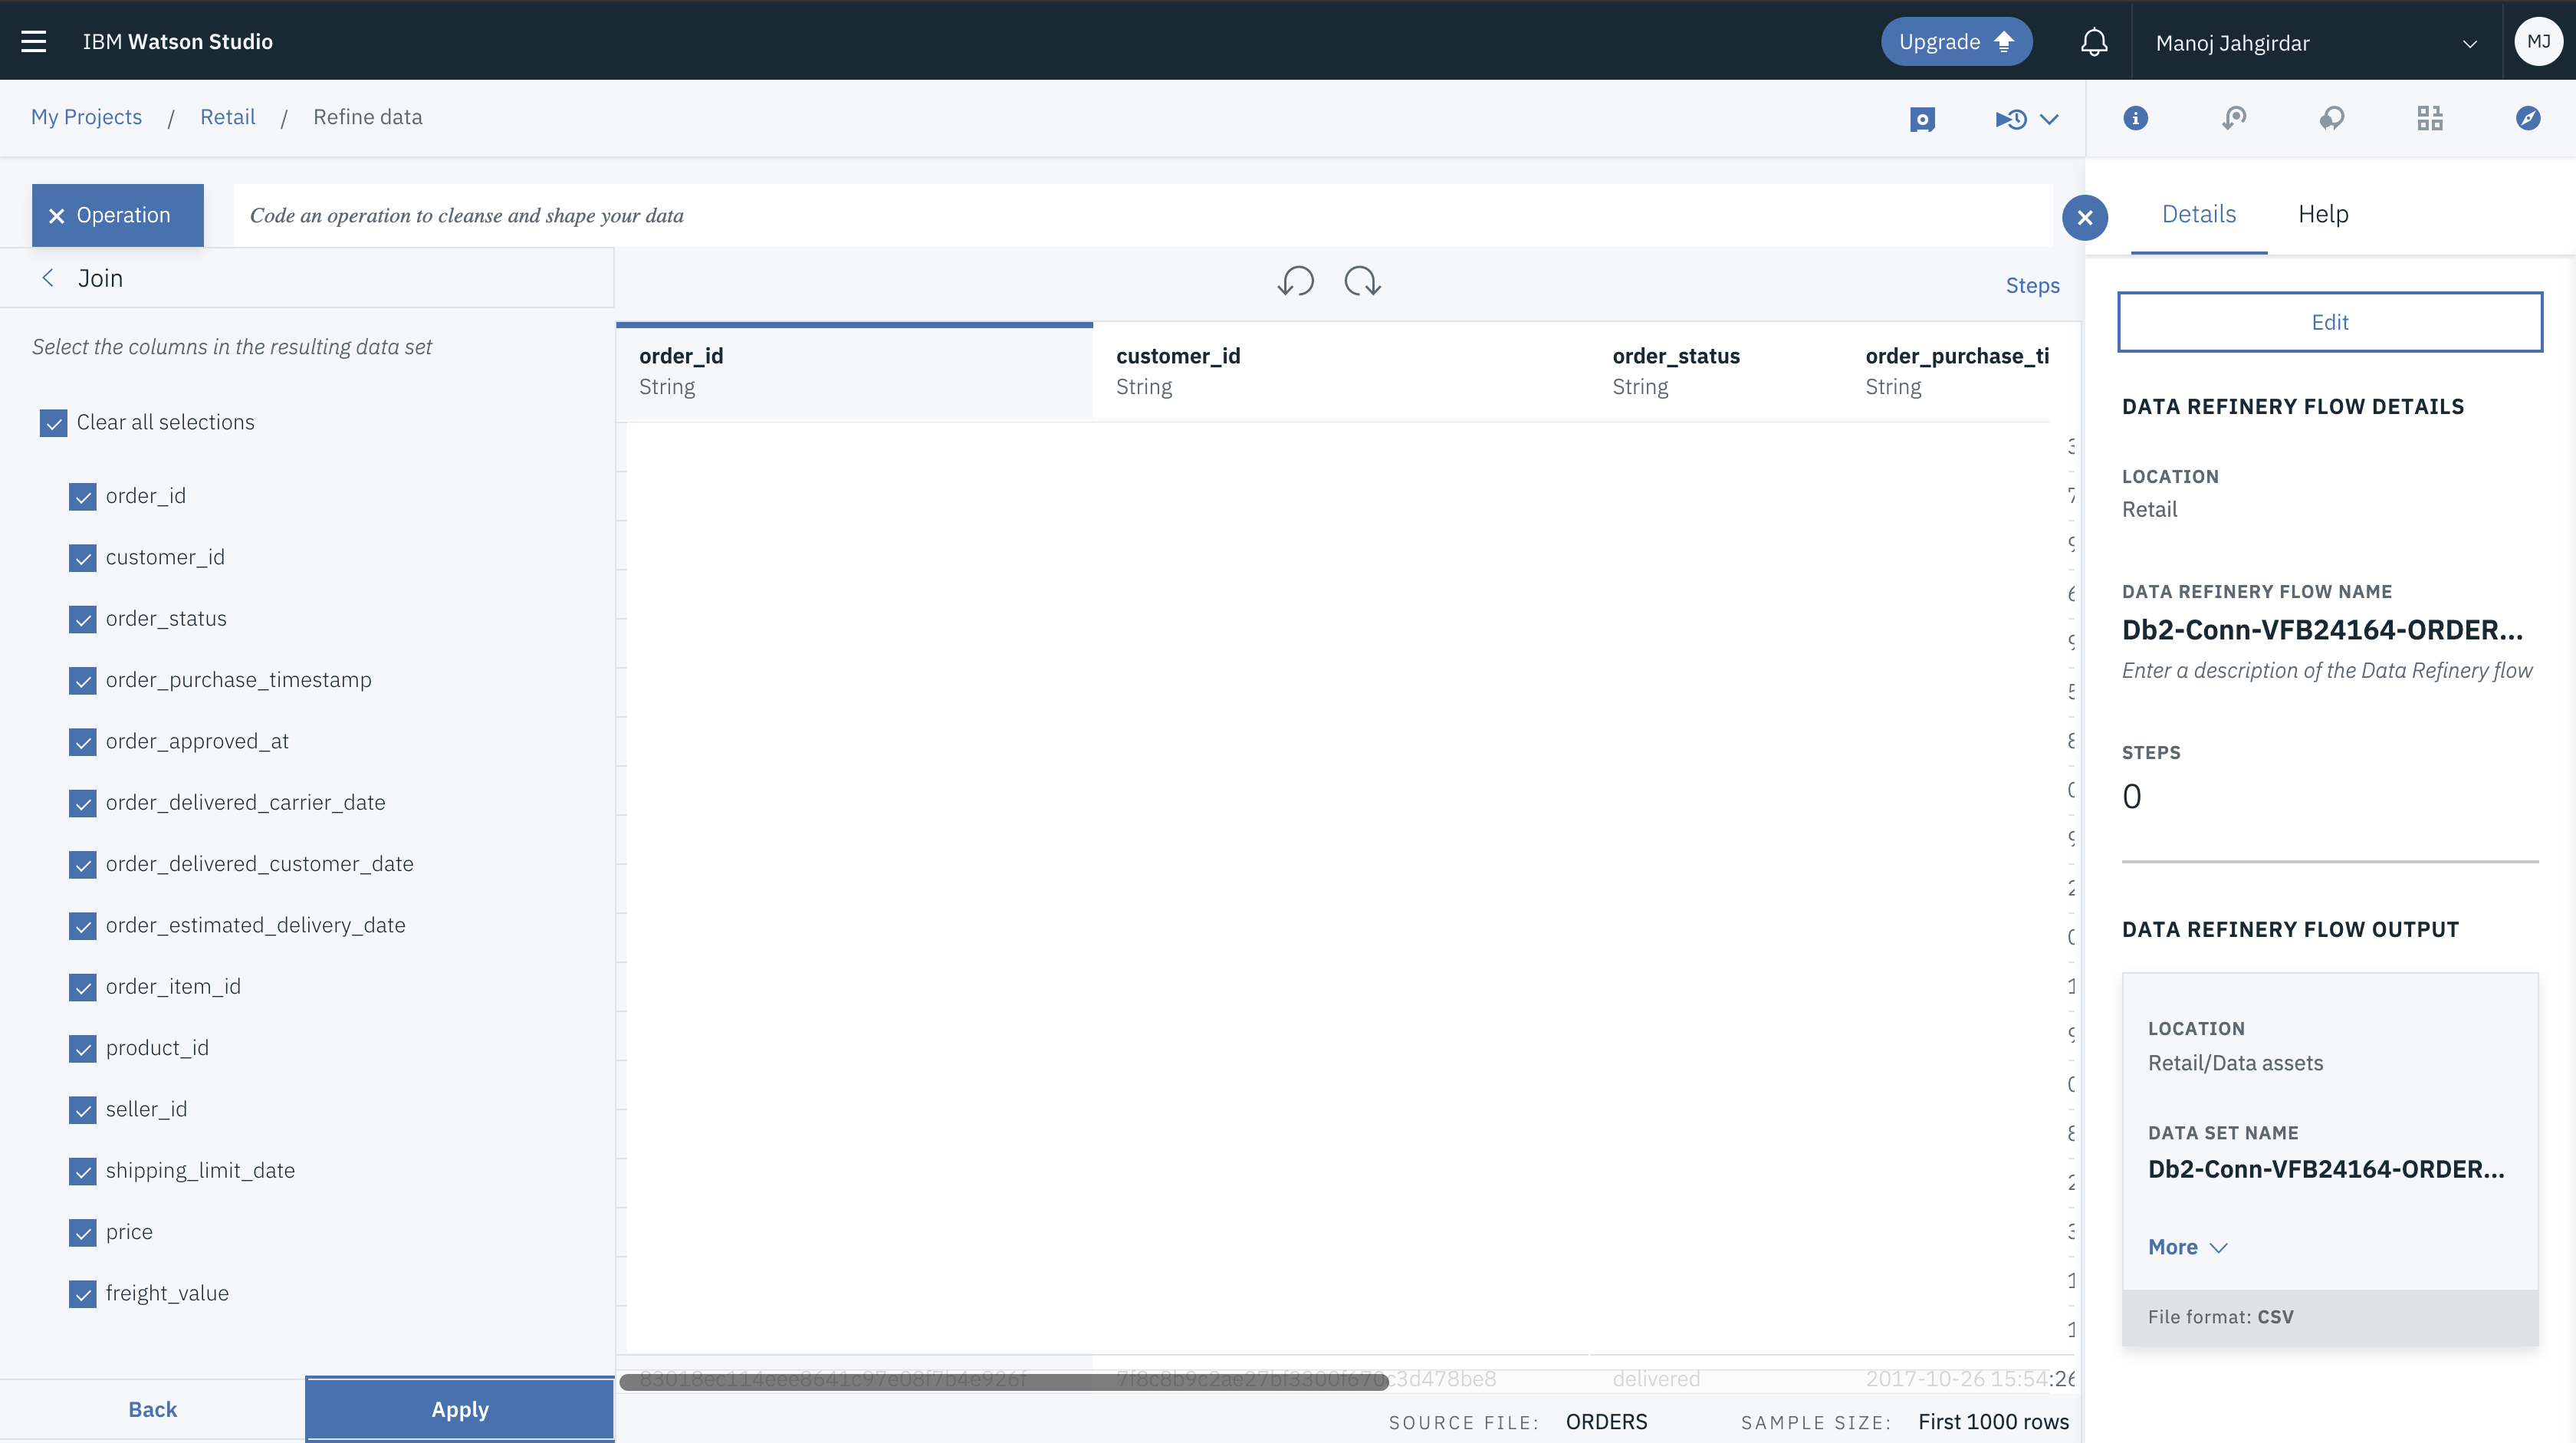 IBM Watson Studio
Upgrade
Manoj Jahgirdar
MJ
My Projects / Retail / Refine data
Operation
Code an operation to cleanse and shape your data
Join
Select the columns in the resulting data set
Clear all selections
order_id
customer_id
order_status
order_purchase_timestamp
order_approved_at
order_delivered_carrier_date
order_delivered_customer_date
order_estimated_delivery_date
order_item_id
product_id
seller_id
shipping_limit_date
price
freight_value
Back
Apply
Steps
order_id
String
customer_id
String
order_status
String
order_purchase_ti
String
delivered
2017-10-26 15:54:26
SOURCE FILE: ORDERS
SAMPLE SIZE: First 1000 rows
Details
Help
Edit
DATA REFINERY FLOW DETAILS
LOCATION
Retail
DATA REFINERY FLOW NAME
Db2-Conn-VFB24164-ORDER...
Enter a description of the Data Refinery flow
STEPS
0
DATA REFINERY FLOW OUTPUT
LOCATION
Retail/Data assets
DATA SET NAME
Db2-Conn-VFB24164-ORDER...
More
File format: CSV